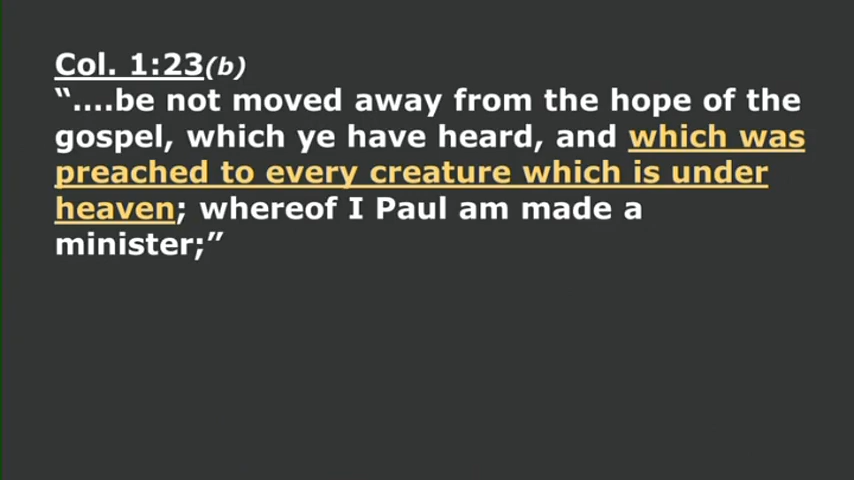 Col. 1:23(b)
“....be not moved away from the hope of the
gospel, which ye have heard, and which was
preached to every creature which is under
heaven; whereof I Paul am made a
minister;”